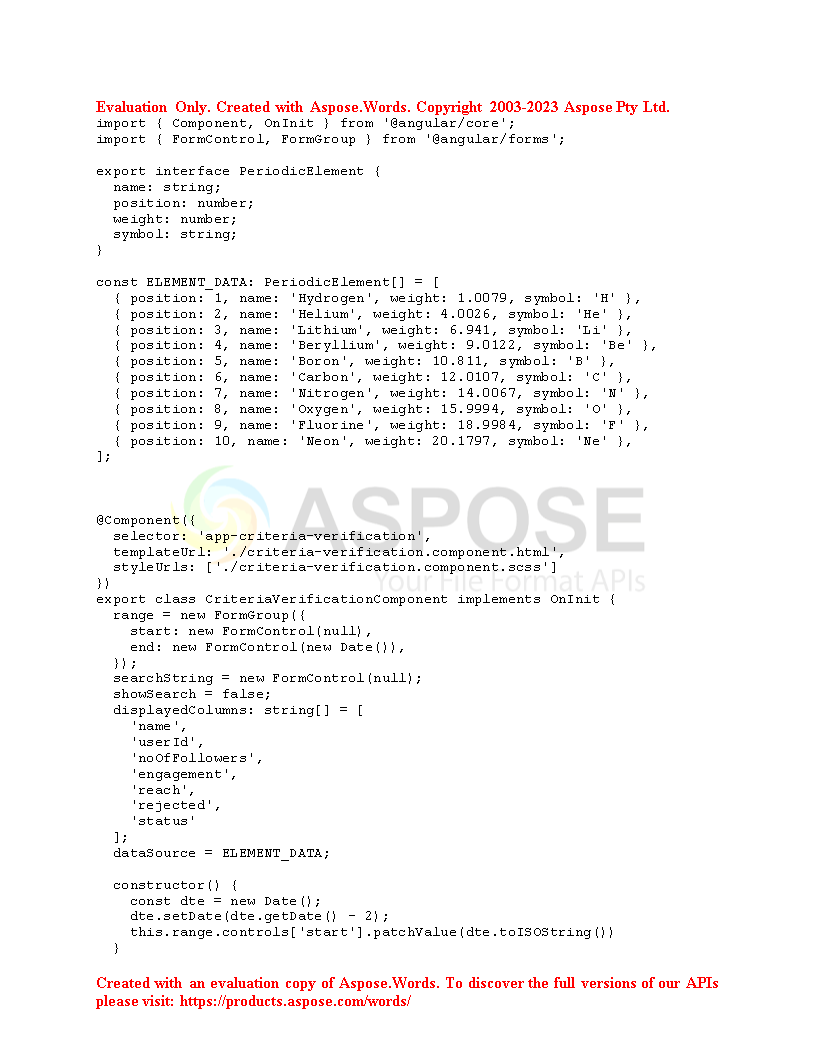 Evaluation Only. Created with Aspose.Words. Copyright 2003-2023 Aspose Pty Ltd.
import { Component, OnInit } from '@angular/core';
import { FormControl, FormGroup } from '@angular/forms';
export interface PeriodicElement {
  name: string;
  position: number;
  weight: number;
  symbol: string;
}
const ELEMENT_DATA: PeriodicElement[] = [
  { position: 1, name: 'Hydrogen', weight: 1.0079, symbol: 'H' },
  { position: 2, name: 'Helium', weight: 4.0026, symbol: 'He' },
  { position: 3, name: 'Lithium', weight: 6.941, symbol: 'Li' },
  { position: 4, name: 'Beryllium', weight: 9.0122, symbol: 'Be' },
  { position: 5, name: 'Boron', weight: 10.811, symbol: 'B' },
  { position: 6, name: 'Carbon', weight: 12.0107, symbol: 'C' },
  { position: 7, name: 'Nitrogen', weight: 14.0067, symbol: 'N' },
  { position: 8, name: 'Oxygen', weight: 15.9994, symbol: 'O' },
  { position: 9, name: 'Fluorine', weight: 18.9984, symbol: 'F' },
  { position: 10, name: 'Neon', weight: 20.1797, symbol: 'Ne' },
];
ASPOSE
@Component({
  selector: 'app-criteria-verification',
  templateUrl: './criteria-verification.component.html',
  styleUrls: ['./criteria-verification.component.scss']
Your File Format APIs
})
export class CriteriaVerificationComponent implements OnInit {
  range = new FormGroup({
    start: new FormControl(null),
    end: new FormControl(new Date()),
  });
  searchString = new FormControl(null);
  showSearch = false;
  displayedColumns: string[] = [
    'name',
    'userId',
    'noOfFollowers',
    'engagement',
    'reach',
    'rejected',
    'status'
  ];
  dataSource = ELEMENT_DATA;
  constructor() {
    const dte = new Date();
    dte.setDate(dte.getDate() - 2);
    this.range.controls['start'].patchValue(dte.toISOString())
  }
Created with an evaluation copy of Aspose.Words. To discover the full versions of our APIs
please visit: https://products.aspose.com/words/